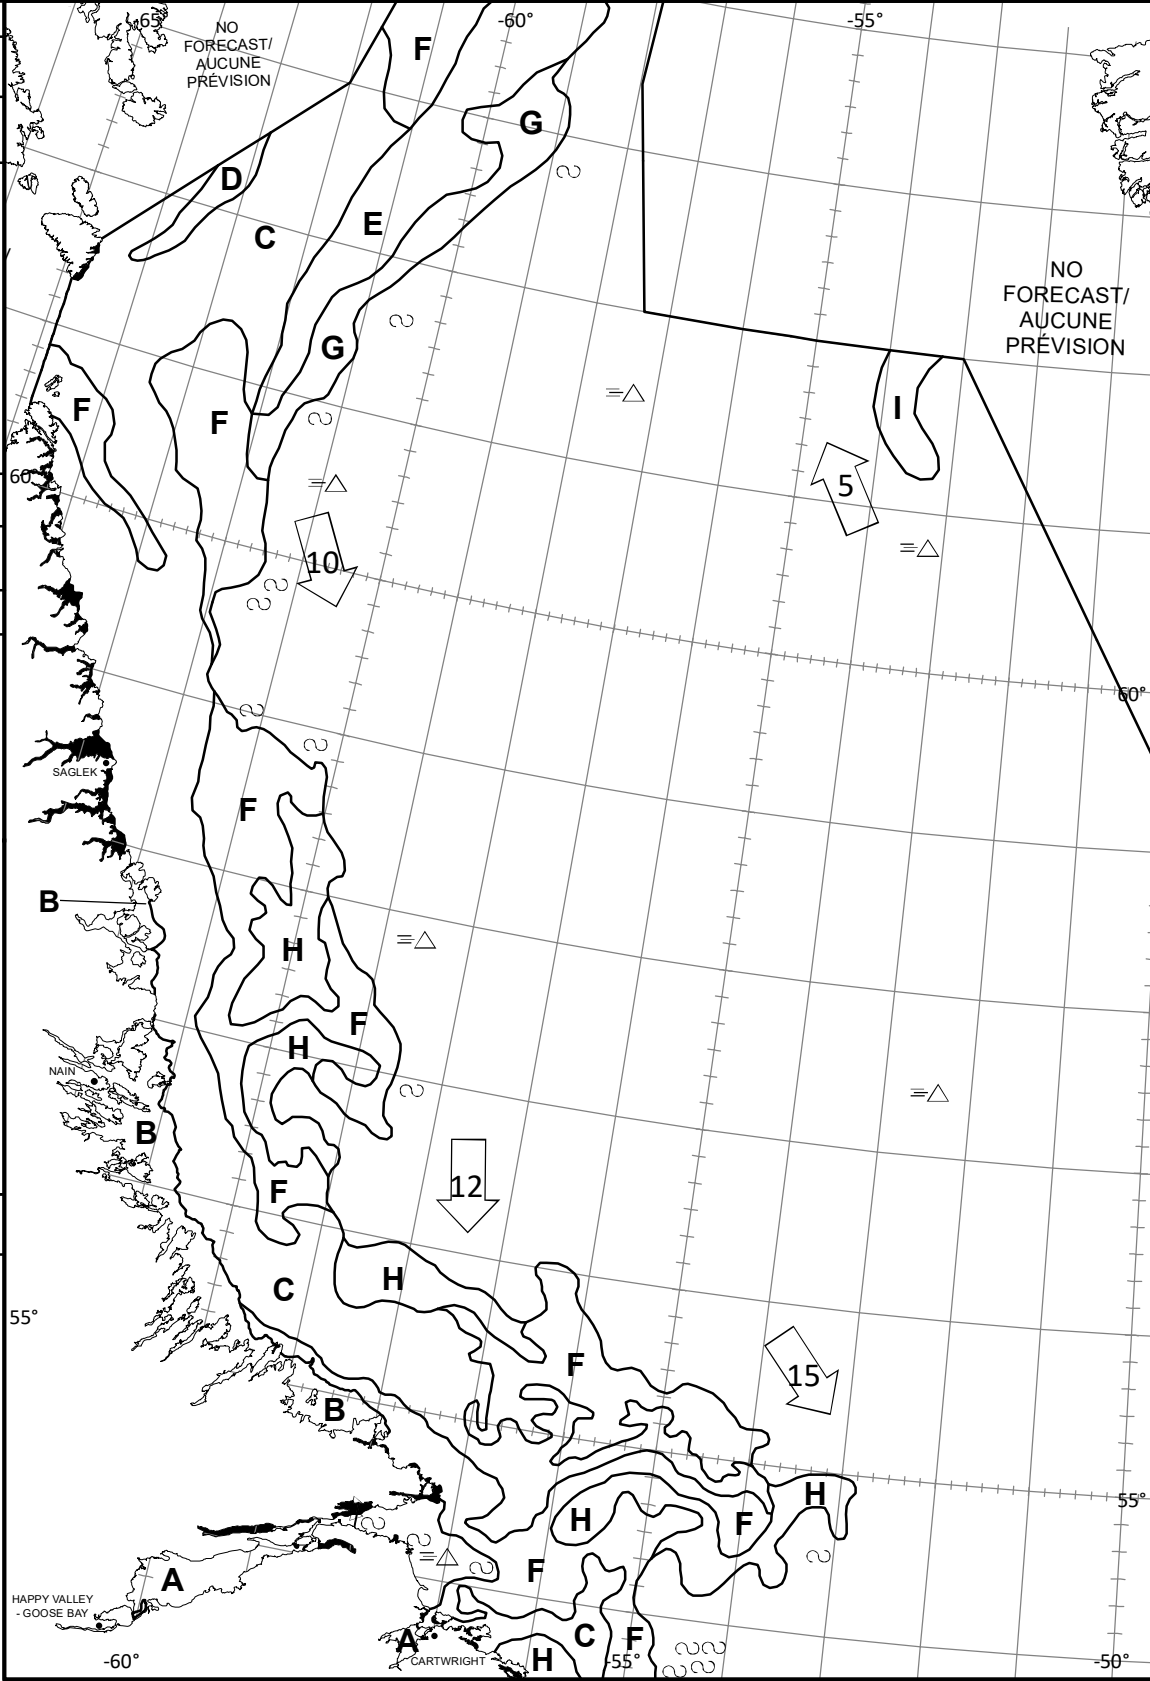 -65°
-60°
-55°
NO
FORECAST/
AUCUNE
PRÉVISION
F
G
D
C
E
NO
FORECAST/
AUCUNE
PRÉVISION
G
F
F
I
60°
5
10
60°
SAGLEK
F
B
H
F
H
NAIN
B
12
F
C
H
55°
F
15
B
H
55°
H
F
F
A
HAPPY VALLEY
- GOOSE BAY
A
CARTWRIGHT
C
F
H
-60°
-55°
-50°